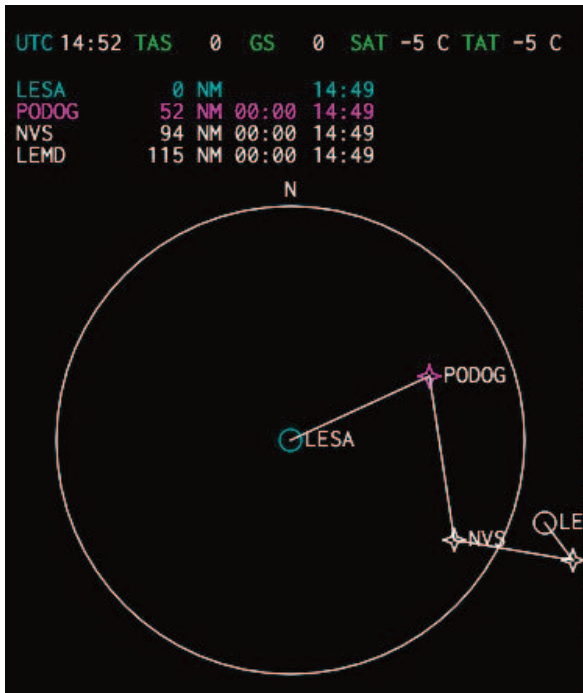 UTC 14:52 TAS 0 GS 0 SAT -5 C TAT -5 C
LESA 0 NM 14:49
PODOG 52 NM 00:00 14:49
NVS 94 NM 00:00 14:49
LEMD 115 NM 00:00 14:49
N
PODOG
LESA
LE
NVS